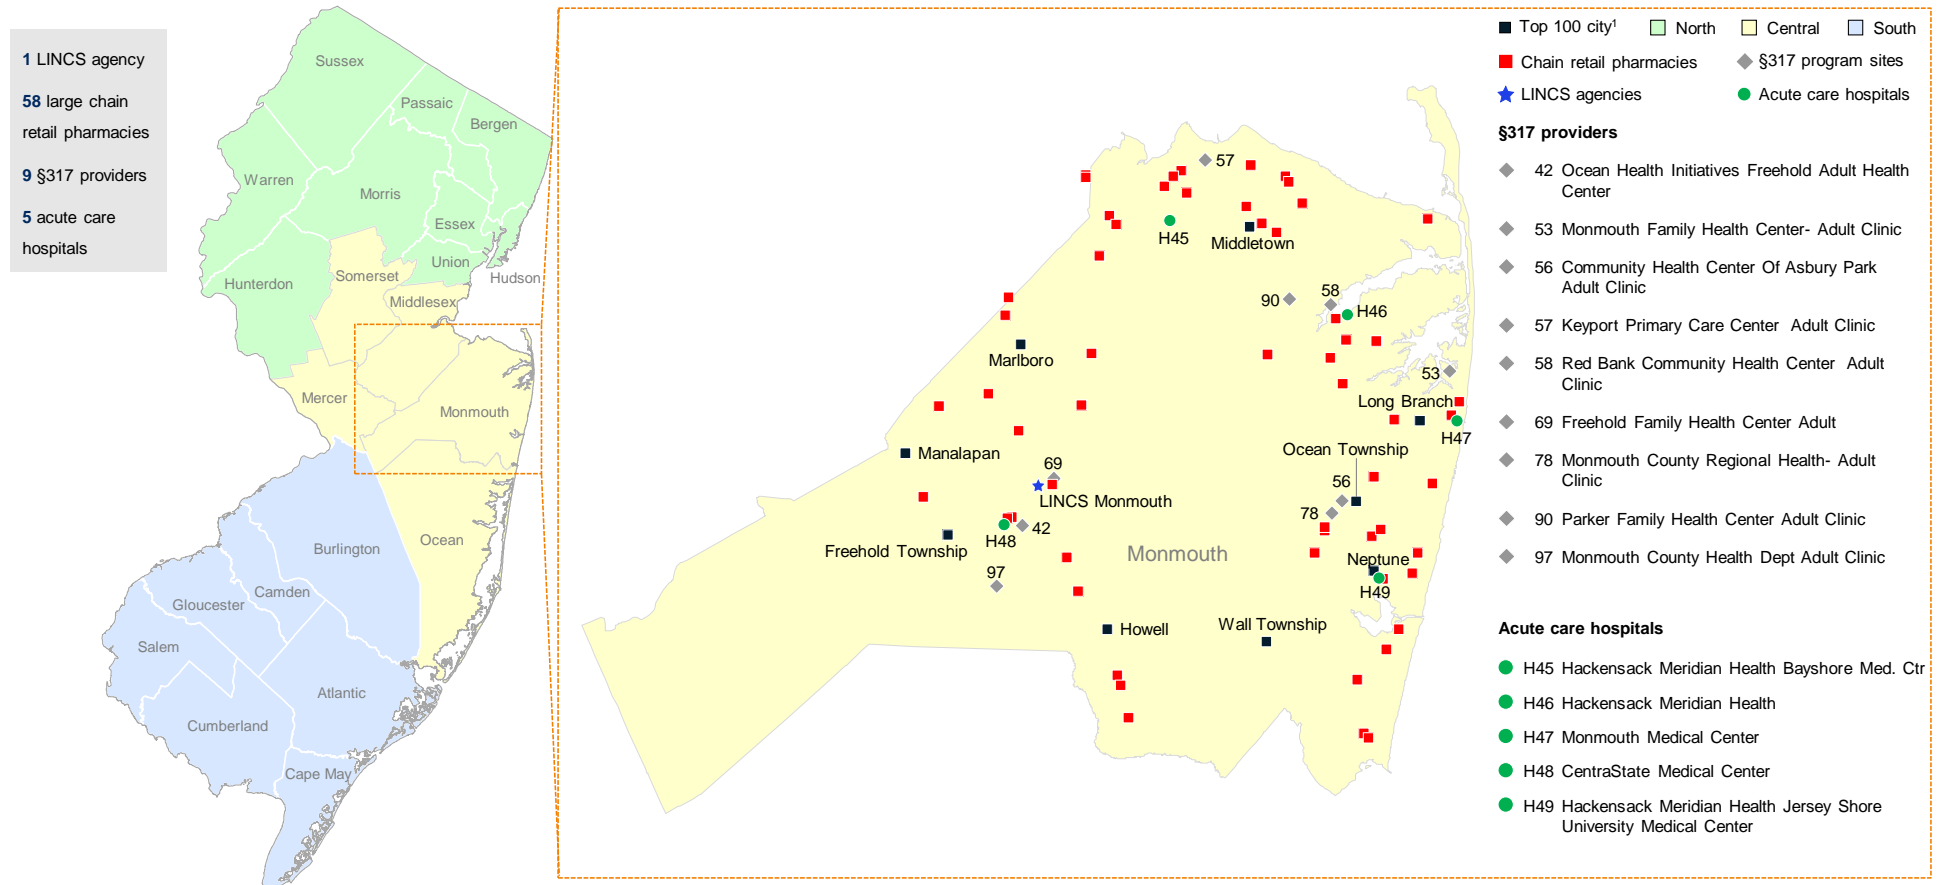 1 LINCS agency
58 large chain
retail pharmacies
9 §317 providers
5 acute care
hospitals
Sussex
Passaic
Bergen
Warren
Morris
Essex
Union
Hudson
Somerset
Hunterdon
Middlesex
Mercer
Monmouth
Burlington
Ocean
Camden
Gloucester
Salem
Atlantic
Cumberland
Cape May
57
H45
Middletown
90
58
H46
Marlboro
53
Long Branch
H47
Manalapan
Ocean Township
69
LINCS Monmouth
56
78
42
H48
Freehold Township
Monmouth
Neptune
97
H49
Howell
Wall Township
Top 100 city¹
North
Central
South
Chain retail pharmacies
§317 program sites
LINCS agencies
Acute care hospitals
§317 providers
42 Ocean Health Initiatives Freehold Adult Health
Center
53 Monmouth Family Health Center- Adult Clinic
56 Community Health Center Of Asbury Park
Adult Clinic
57 Keyport Primary Care Center Adult Clinic
58 Red Bank Community Health Center Adult
Clinic
69 Freehold Family Health Center Adult
78 Monmouth County Regional Health- Adult
Clinic
90 Parker Family Health Center Adult Clinic
97 Monmouth County Health Dept Adult Clinic
Acute care hospitals
H45 Hackensack Meridian Health Bayshore Med. Ctr
H46 Hackensack Meridian Health
H47 Monmouth Medical Center
H48 CentraState Medical Center
H49 Hackensack Meridian Health Jersey Shore
University Medical Center